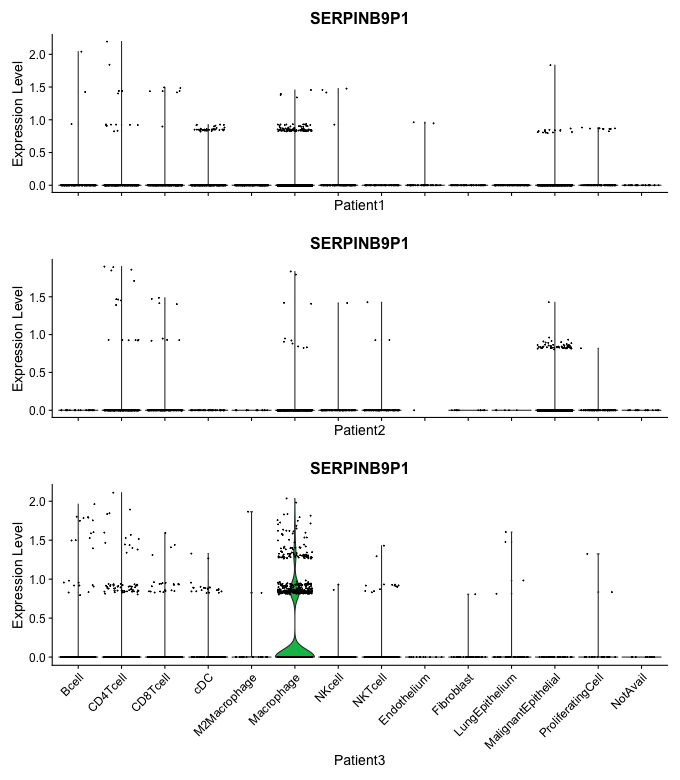 SERPINB9P1
Expression Level
2.0
1.5
1.0
0.5
0.0
Patient1
SERPINB9P1
Expression Level
1.5
1.0
0.5
0.0
Patient2
SERPINB9P1
Expression Level
2.0
1.5
1.0
0.5
0.0
Bcell
CD4Tcell
CD8Tcell
cDC
M2Macrophage
Macrophage
NKcell
NKTcell
Endothelium
Fibroblast
LungEpithelium
MalignantEpithelial
ProliferatingCell
NotAvail
Patient3